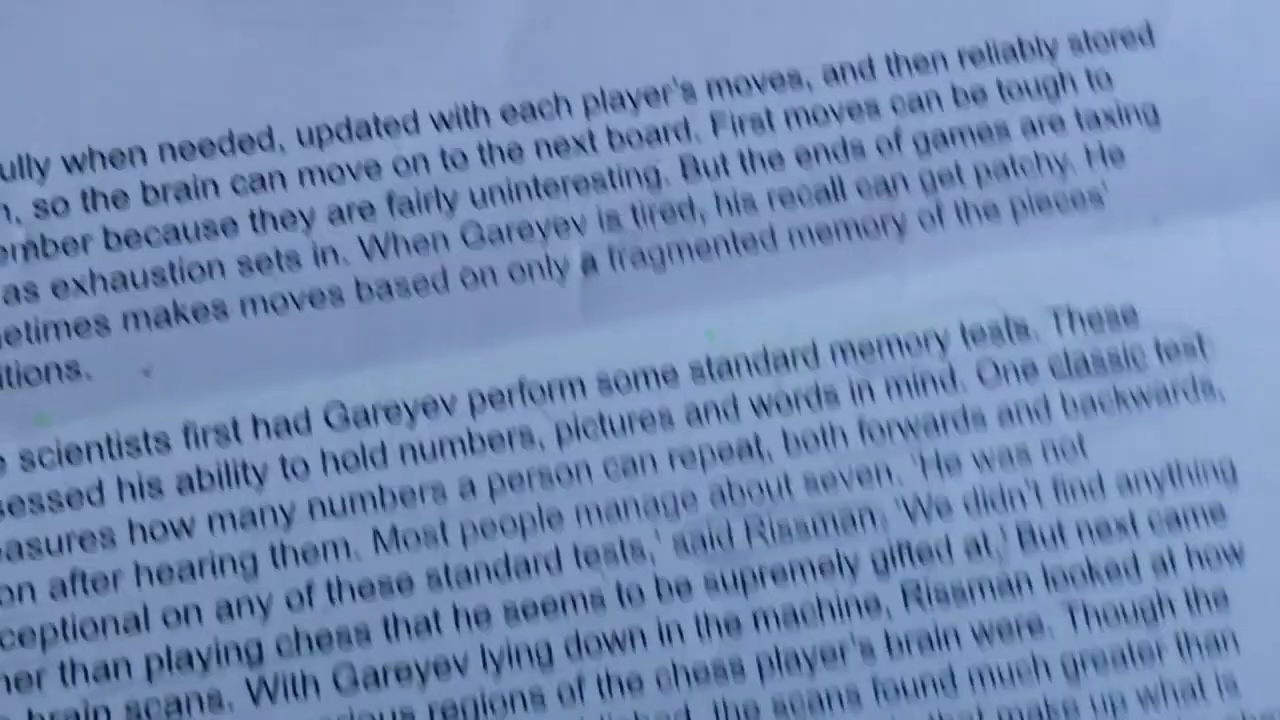 ully when needed, updated with each player's moves, and then reliably stored
n, so the brain can move on to the next board. First moves can be tough to
ember because they are fairly uninteresting. But the ends of games are taxing
as exhaustion sets in. When Gareyev is tired, his recall can get patchy. He
netimes makes moves based on only a fragmented memory of the pieces'
itions.
e scientists first had Gareyev perform some standard memory tests. These
sessed his ability to hold numbers, pictures and words in mind. One classic test
easures how many numbers a person can repeat, both forwards and backwards,
on after hearing them. Most people manage about seven. 'He was not
ceptional on any of these standard tests,' said Rissman. 'We didn't find anything
her than playing chess that he seems to be supremely gifted at.' But next came
brain scans. With Gareyev lying down in the machine, Rissman looked at how
rious regions of the chess player's brain were. Though the
lished, the scans found much greater than
that make up what is